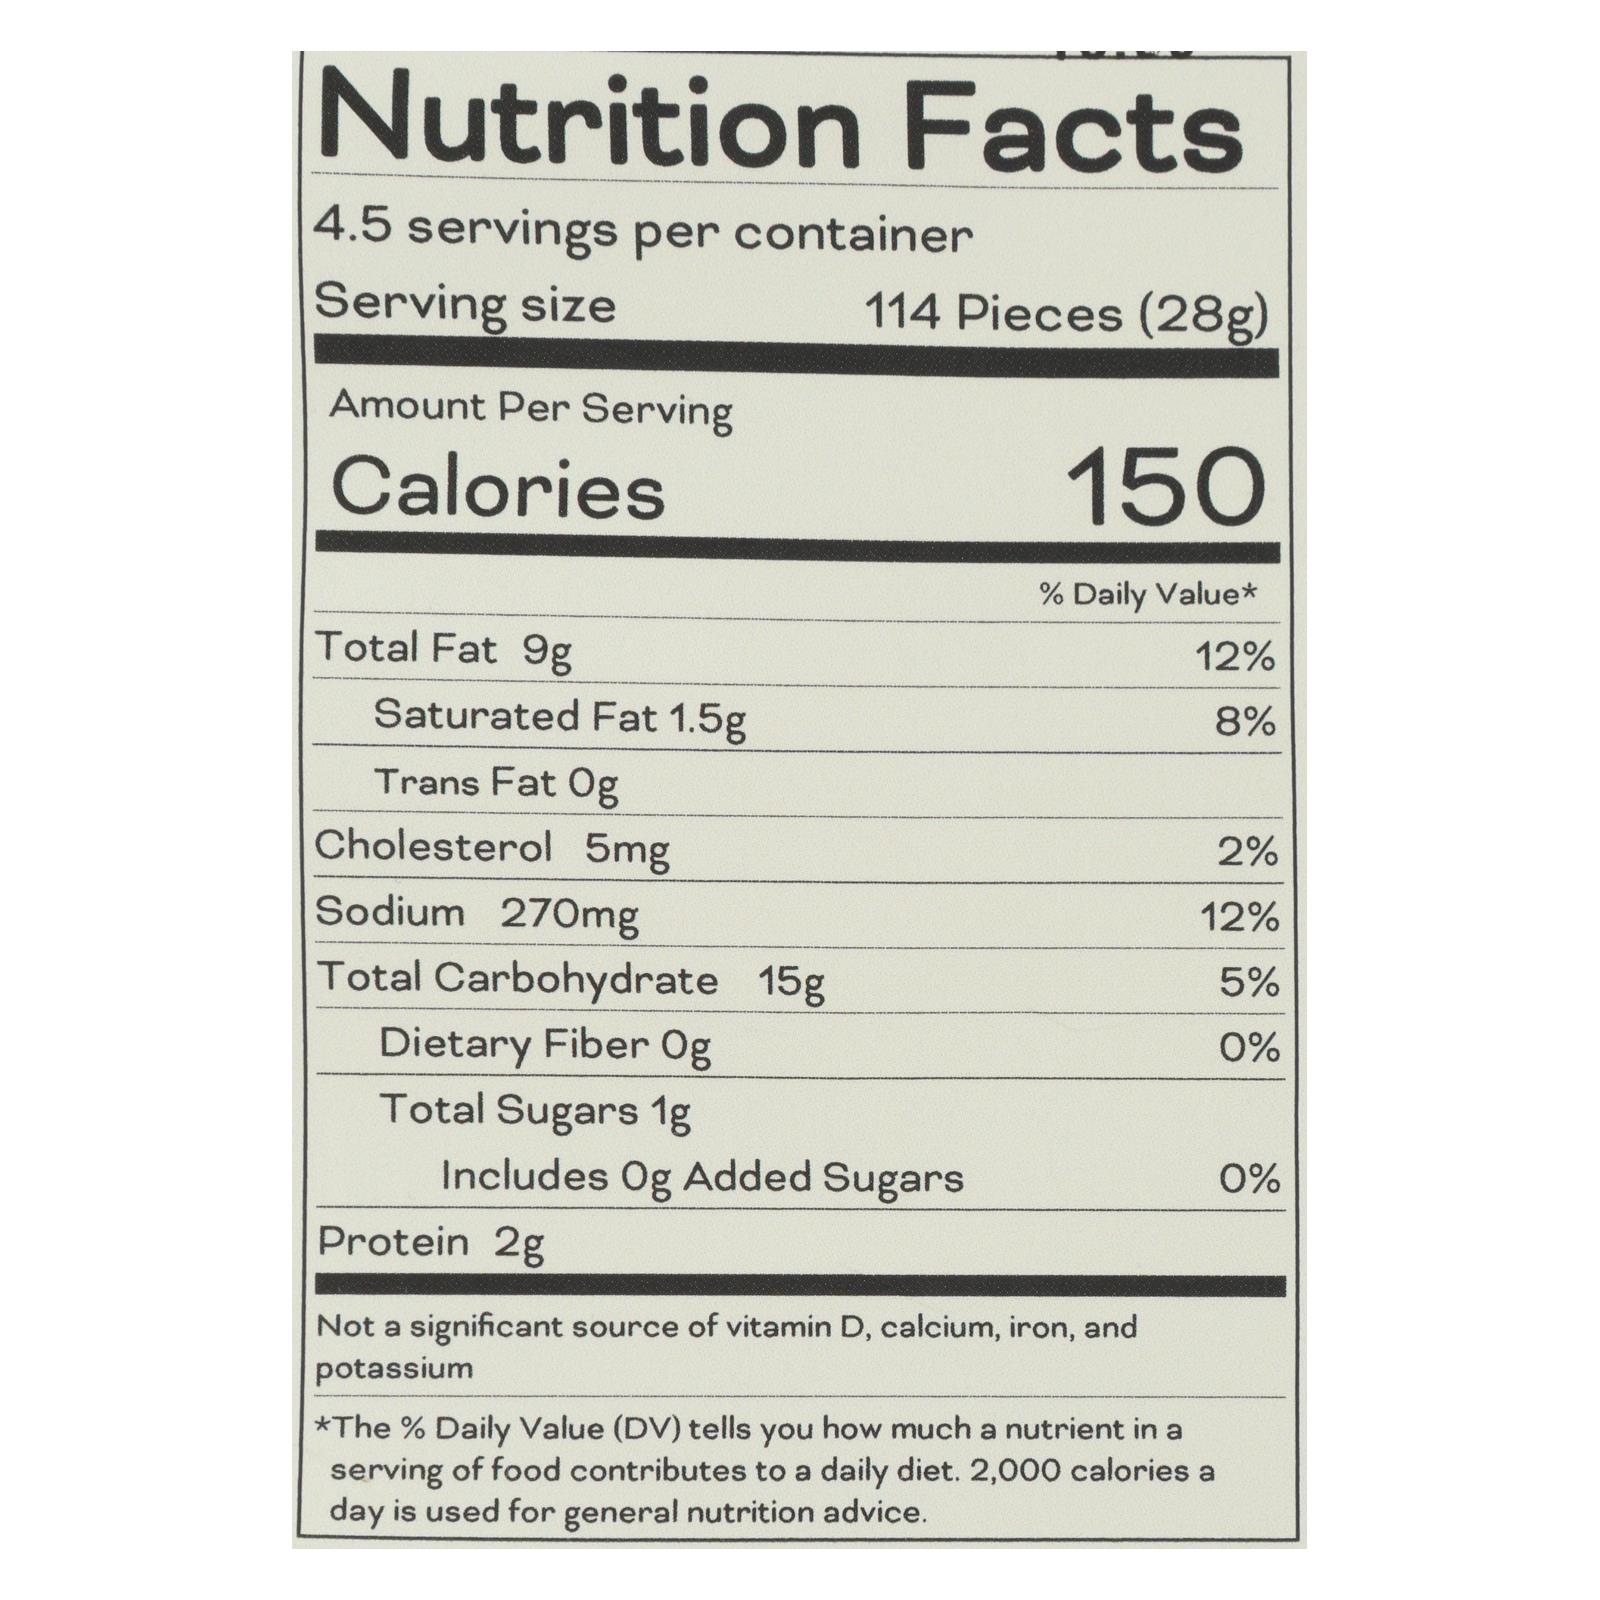 Nutrition Facts
4.5 servings per container
Serving size 114 Pieces (28g)
Amount Per Serving
Calories 150
% Daily Value*
Total Fat 9g 12%
Saturated Fat 1.5g 8%
Trans Fat 0g
Cholesterol 5mg 2%
Sodium 270mg 12%
Total Carbohydrate 15g 5%
Dietary Fiber 0g 0%
Total Sugars 1g
Includes 0g Added Sugars 0%
Protein 2g
Not a significant source of vitamin D, calcium, iron, and
potassium
*The % Daily Value (DV) tells you how much a nutrient in a
serving of food contributes to a daily diet. 2,000 calories a
day is used for general nutrition advice.